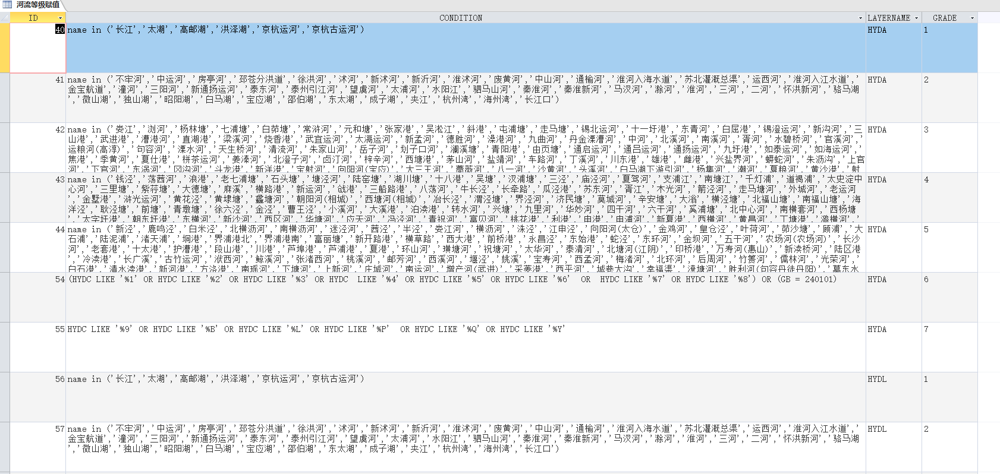 河流等级赋值
ID CONDITION LAYERNAME GRADE
40 name in ('长江','太湖','高邮湖','洪泽湖','京杭运河','京杭古运河') HYDA 1
41 name in ('不牢河','中运河','房亭河','邳苍分洪道','徐洪河','沭河','新沭河','新沂河','淮沭河','废黄河','中山河','通榆河','淮河入海水道','苏北灌溉总渠','运西河','淮河入江水道',' HYDA 2
金宝航道','潼河','三阳河','新通扬运河','泰东河','泰州引江河','望虞河','太浦河','水阳江','驷马山河','秦淮河','秦淮新河','马汊河','滁河','淮河','三河','二河','怀洪新河','骆马湖
','微山湖','独山湖','昭阳湖','白马湖','宝应湖','邵伯湖','东太湖','成子湖','夹江','杭州湾','海州湾','长江口')
42 name in ('娄江','浏河','杨林塘','七浦塘','白茆塘','常浒河','元和塘','张家港','吴淞江','斜港','屯浦塘','走马塘','锡北运河','十一圩港','东青河','白屈港','锡澄运河','新沟河','三 HYDA 3
山港','武进港','漕港河','直湖港','梁溪河','烧香港','武宜运河','太滆运河','新孟河','德胜河','澡港河','九曲河','丹金溧漕河','中河','北溪河','南溪河','胥河','水碧桥河','官溪河','
运粮河(高淳)','句容河','溧水河','天生桥河','清流河','朱家山河','岳子河','划子口河','澜溪塘','青阳港','由页塘','通启运河','通吕运河','通扬运河','九圩港','如泰运河','如海运河','
焦港','季黄河','夏仕港','栟茶运河','姜溱河','北澄子河','卤汀河','梓辛河','西塘港','茅山河','盐靖河','车路河','丁溪河','川东港','雄港','雌港','兴盐界河','蟒蛇河','朱沥沟','上官
河','下官河','东涡河','冈沟河','斗龙港','新洋港','宝射河','向阳河(宝应)','大三王河','蔷薇河','八一河','沙黄河','头溪河','白马湖下游引河','杨集河','潮河','夏粮河','黄沙港','射
43 name in ('钱泾','荡茜河','浪港','老七浦塘','石头塘','塘泾河','陆窑塘','湖川塘','十八港','吴塘','汊浦塘','三泾','庙泾河','夏驾河','支浦江','南塘江','千灯浦','道褐浦','太史淀中 HYDA 4
心河','三里塘','紫荇塘','大德塘','麻溪','横路港','新运河','戗港','三船路港','八荡河','牛长泾','长牵路','瓜泾港','苏东河','胥江','木光河','箭泾河','走马塘河','外城河','老运河
','金墅港','浒光运河','黄花泾','黄埭塘','蠡塘河','朝阳河(相城)','西塘河(相城)','冶长泾','渭泾塘','界泾河','济民塘','莫城河','辛安塘','大滃','横泾塘','北福山塘','南福山塘','海
洋泾','耿泾塘','前塘','青墩塘','徐六泾','金泾','曹王泾','小溪河','大溪港','泊渎港','转水河','兴塘','九里河','华妙河','四干河','六干河','奚浦塘','北中心河','南横套河','西杨塘
','太字圩港','朝东圩港','东横河','新沙河','西区河','华塘河','应天河','冯泾河','青祝河','富贝河','桃花港','利港','申港','申浦河','新夏港','西横河','黄昌河','丁塘港','潞横河','
44 name in ('新泾','鹿鸣泾','白米泾','北横沥河','南横沥河','迷泾河','茜泾','半泾','娄江河','横沥河','洙泾','江申泾','向阳河(太仓)','金鸡河','皇仓泾','叶荷河','茆沙塘','顾浦','大 HYDA 5
石浦','陆泥浦','渚天浦','垌港','界浦港北','界浦港南','富丽塘','新开路港','横草路','西大港','前桥港','永昌泾','东始港','蛇泾','东环河','金坝河','五干河','农场河(农场河)','长沙
河','老套港','十太港','护漕港','段山港','川港','芦埠港','芦浦港','夏港','环山河','璜塘河','祝塘河','太华河','泰清河','北塘河(江阴)','印桥港','万寿河(惠山)','新渎桥河','陆区港
','冷渎港','长广溪','古竹运河','洑西河','鲸溪河','张渚西河','桃溪河','邮芳河','西溪河','堰泾','姚溪','宝寿河','西孟河','梅渚河','北环河','后周河','竹箦河','儒林河','光荣河','
白石港','清水渎港','新河港','方洛港','南瑶河','下塘河','上新河','庄城河','南运河','增产河(武进)','采菱港','西平河','城巷大沟','幸福渠','漳塘河','胜利河(句容丹徒丹阳)','墓东水
54 (HYDC LIKE '%1' OR HYDC LIKE '%2' OR HYDC LIKE '%3' OR HYDC  LIKE '%4' OR HYDC LIKE '%5' OR HYDC LIKE '%6'  OR  HYDC LIKE '%7' OR HYDC LIKE '%8') OR (GB = 240101) HYDA 6
55 HYDC LIKE '%9' OR HYDC LIKE '%B' OR HYDC LIKE '%L' OR HYDC LIKE '%P'  OR HYDC LIKE '%Q' OR HYDC LIKE '%Y' HYDA 7
56 name in ('长江','太湖','高邮湖','洪泽湖','京杭运河','京杭古运河') HYDL 1
57 name in ('不牢河','中运河','房亭河','邳苍分洪道','徐洪河','沭河','新沭河','新沂河','淮沭河','废黄河','中山河','通榆河','淮河入海水道','苏北灌溉总渠','运西河','淮河入江水道',' HYDL 2
金宝航道','潼河','三阳河','新通扬运河','泰东河','泰州引江河','望虞河','太浦河','水阳江','驷马山河','秦淮河','秦淮新河','马汊河','滁河','淮河','三河','二河','怀洪新河','骆马湖
','微山湖','独山湖','昭阳湖','白马湖','宝应湖','邵伯湖','东太湖','成子湖','夹江','杭州湾','海州湾','长江口')